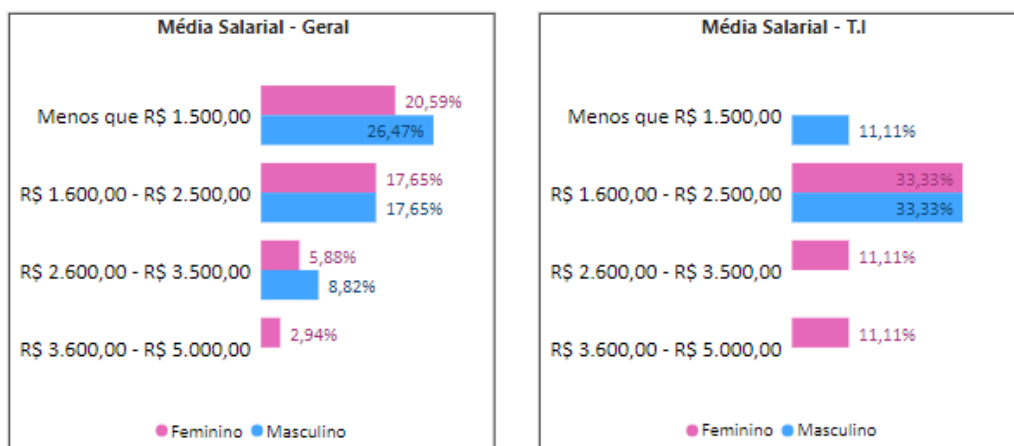 Média Salarial - Geral
Menos que R$ 1.500,00
20,59%
26,47%
R$ 1.600,00 - R$ 2.500,00
17,65%
17,65%
R$ 2.600,00 - R$ 3.500,00
5,88%
8,82%
R$ 3.600,00 - R$ 5.000,00
2,94%
Feminino Masculino
Média Salarial - T.I
Menos que R$ 1.500,00
11,11%
R$ 1.600,00 - R$ 2.500,00
33,33%
33,33%
R$ 2.600,00 - R$ 3.500,00
11,11%
R$ 3.600,00 - R$ 5.000,00
11,11%
Feminino Masculino